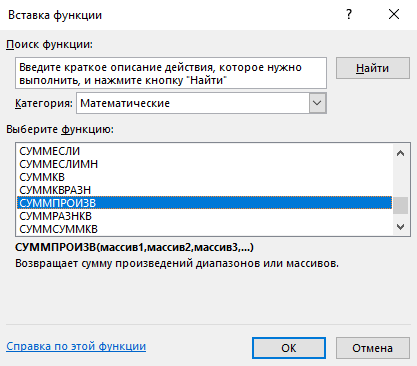 Вставка функции
?
×
Поиск функции:
Введите краткое описание действия, которое нужно
выполнить, и нажмите кнопку "Найти"
Найти
Категория: Математические
Выберите функцию:
СУММЕСЛИ
СУММЕСЛИМН
СУММКВ
СУММКВРАЗН
СУММПРОИЗВ
СУММРАЗНКВ
СУММСУММКВ
СУММПРОИЗВ(массив1,массив2,массив3,...)
Возвращает сумму произведений диапазонов или массивов.
Справка по этой функции
ОК
Отмена